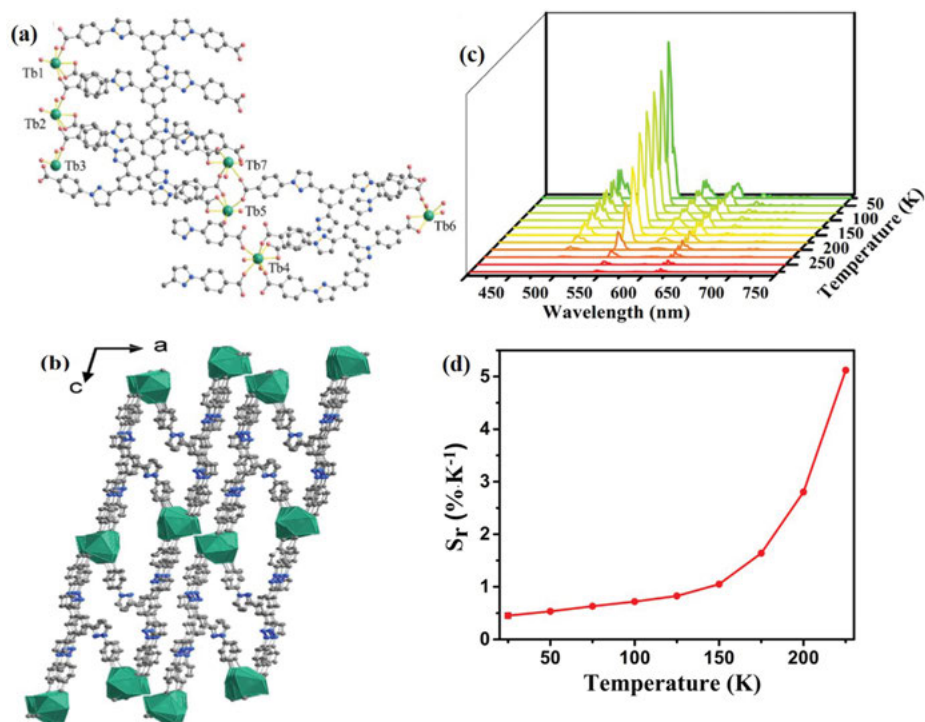 (a)
Tb1
Tb2
Tb3
Tb7
Tb5
Tb6
Tb4
(c)
50
100
150
200
250
Temperature (K)
450 500 550 600 650 700 750
Wavelength (nm)
(b)
a
c
(d)
5
4
3
2
1
0
Sr (%·K-1)
50 100 150 200
Temperature (K)